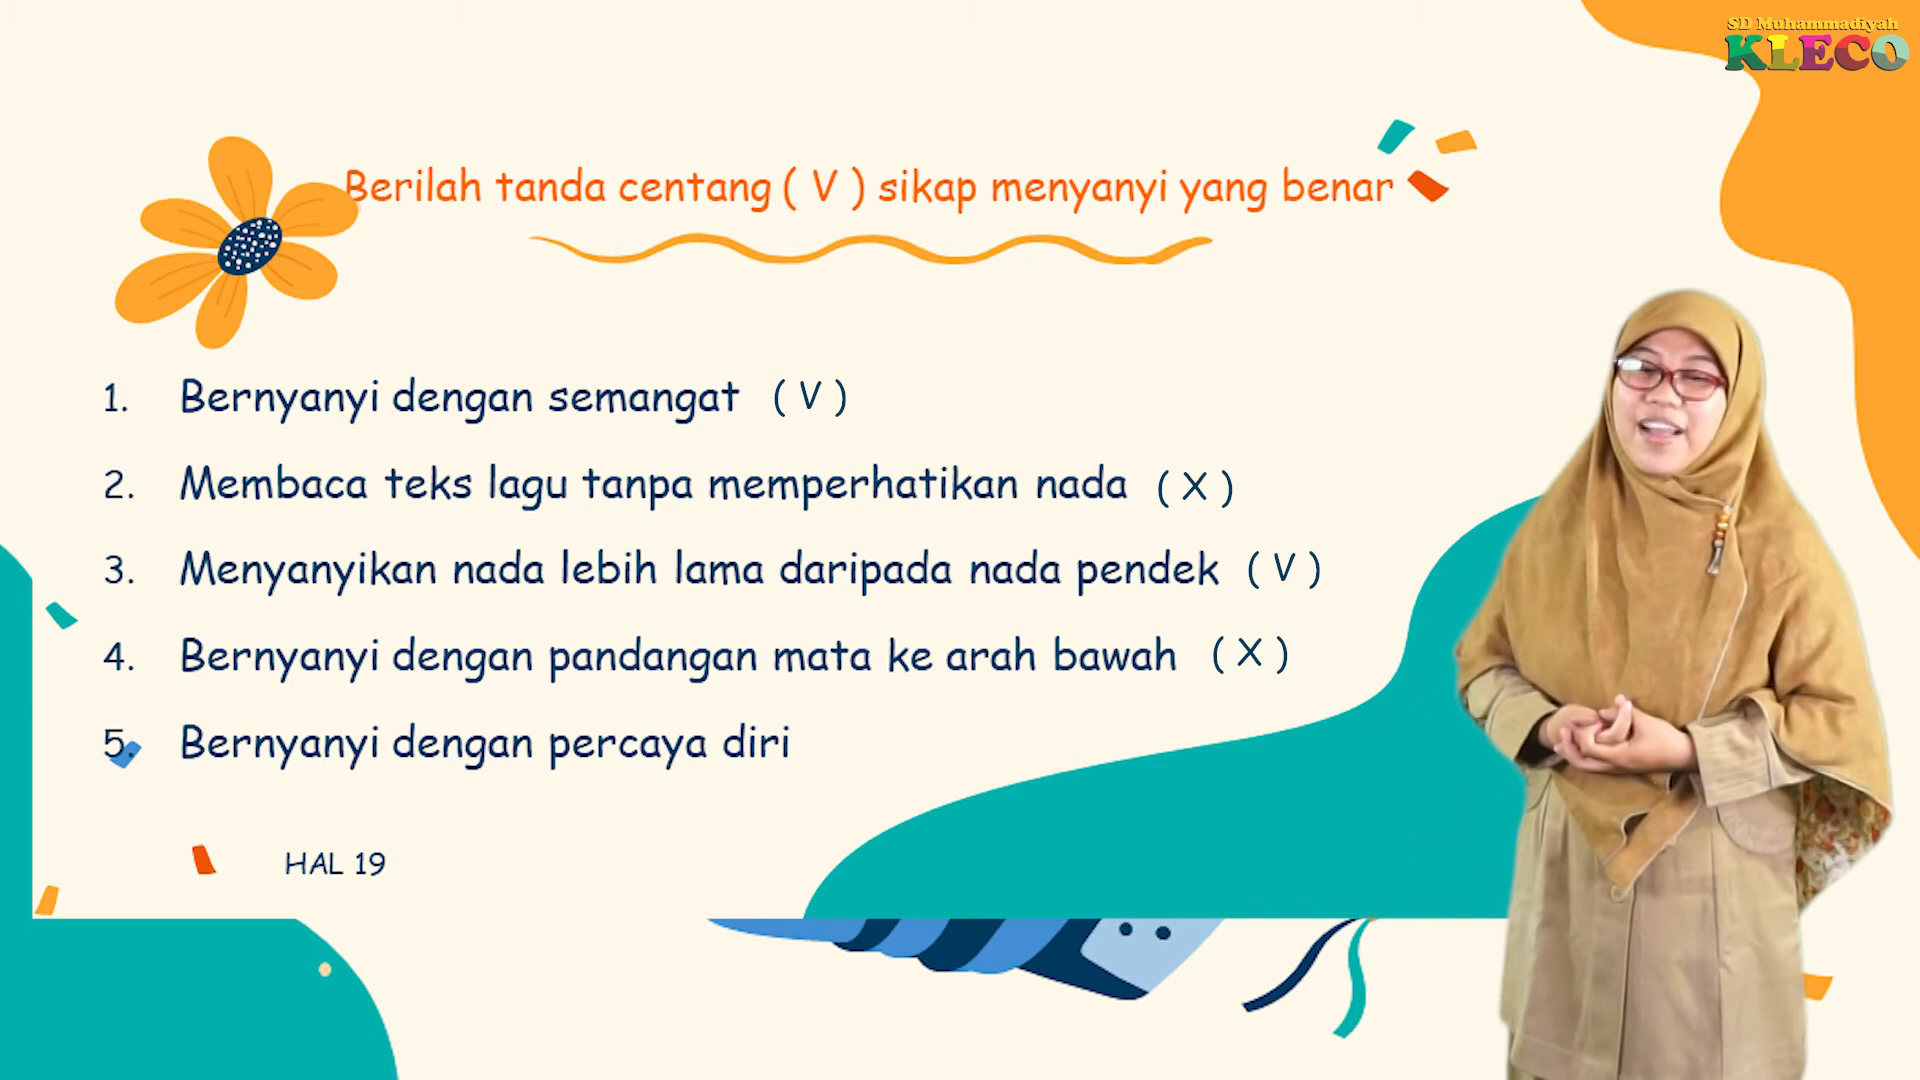 SD Muhammadiyah
KLECO
Berilah tanda centang ( V ) sikap menyanyi yang benar
1. Bernyanyi dengan semangat ( V )
2. Membaca teks lagu tanpa memperhatikan nada ( X )
3. Menyanyikan nada lebih lama daripada nada pendek ( V )
4. Bernyanyi dengan pandangan mata ke arah bawah ( X )
5. Bernyanyi dengan percaya diri
HAL 19